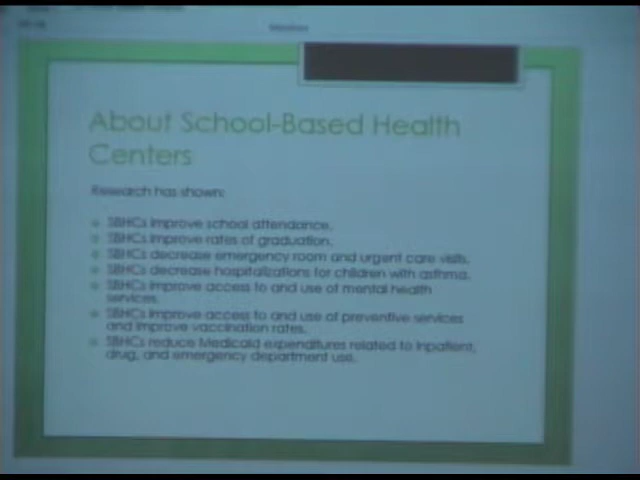 About School-Based Health
Centers
Research has shown:
SBHCs improve school attendance.
SBHCs improve rates of graduation.
SBHCs decrease emergency room and urgent care visits.
SBHCs decrease hospitalizations for children with asthma.
SBHCs improve access to and use of mental health
services.
SBHCs improve access to and use of preventive services
and improve vaccination rates.
SBHCs reduce Medicaid expenditures related to inpatient,
drug, and emergency department use.